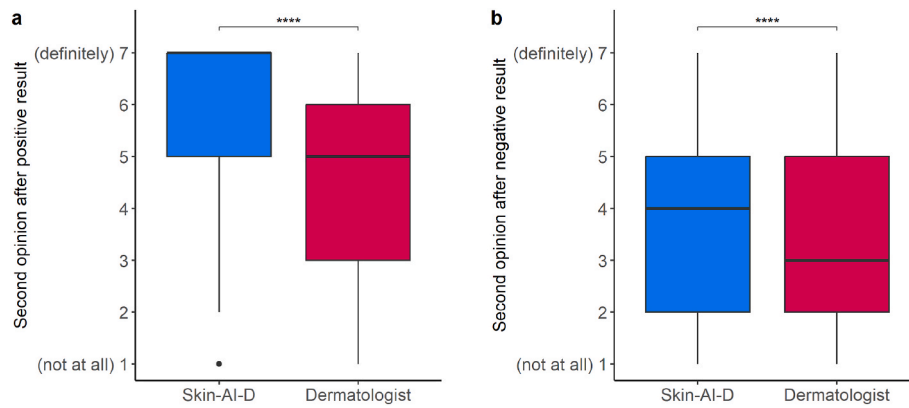 a
****
Second opinion after positive result
(definitely) 7
6
5
4
3
2
(not at all) 1
Skin-AI-D Dermatologist
b
****
Second opinion after negative result
(definitely) 7
6
5
4
3
2
(not at all) 1
Skin-AI-D Dermatologist